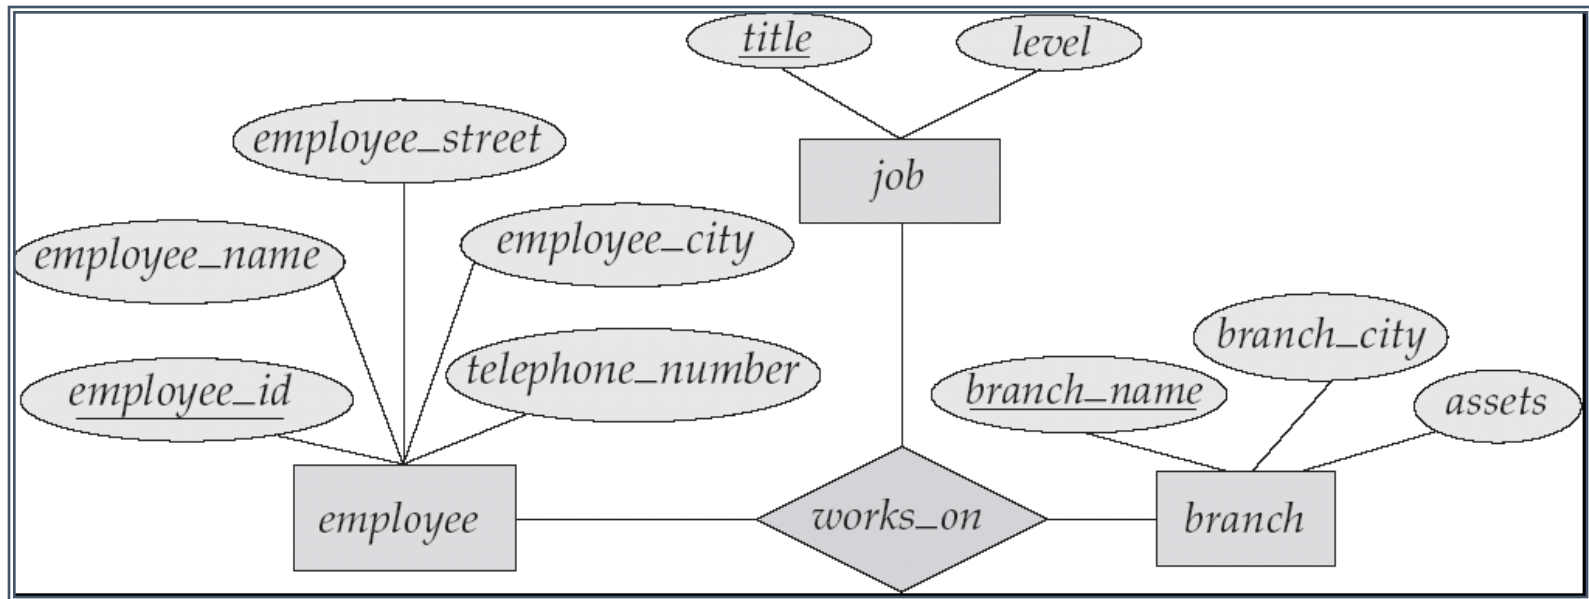 title
level
employee_street
job
employee_name
employee_city
branch_city
telephone_number
employee_id
branch_name
assets
employee
works_on
branch